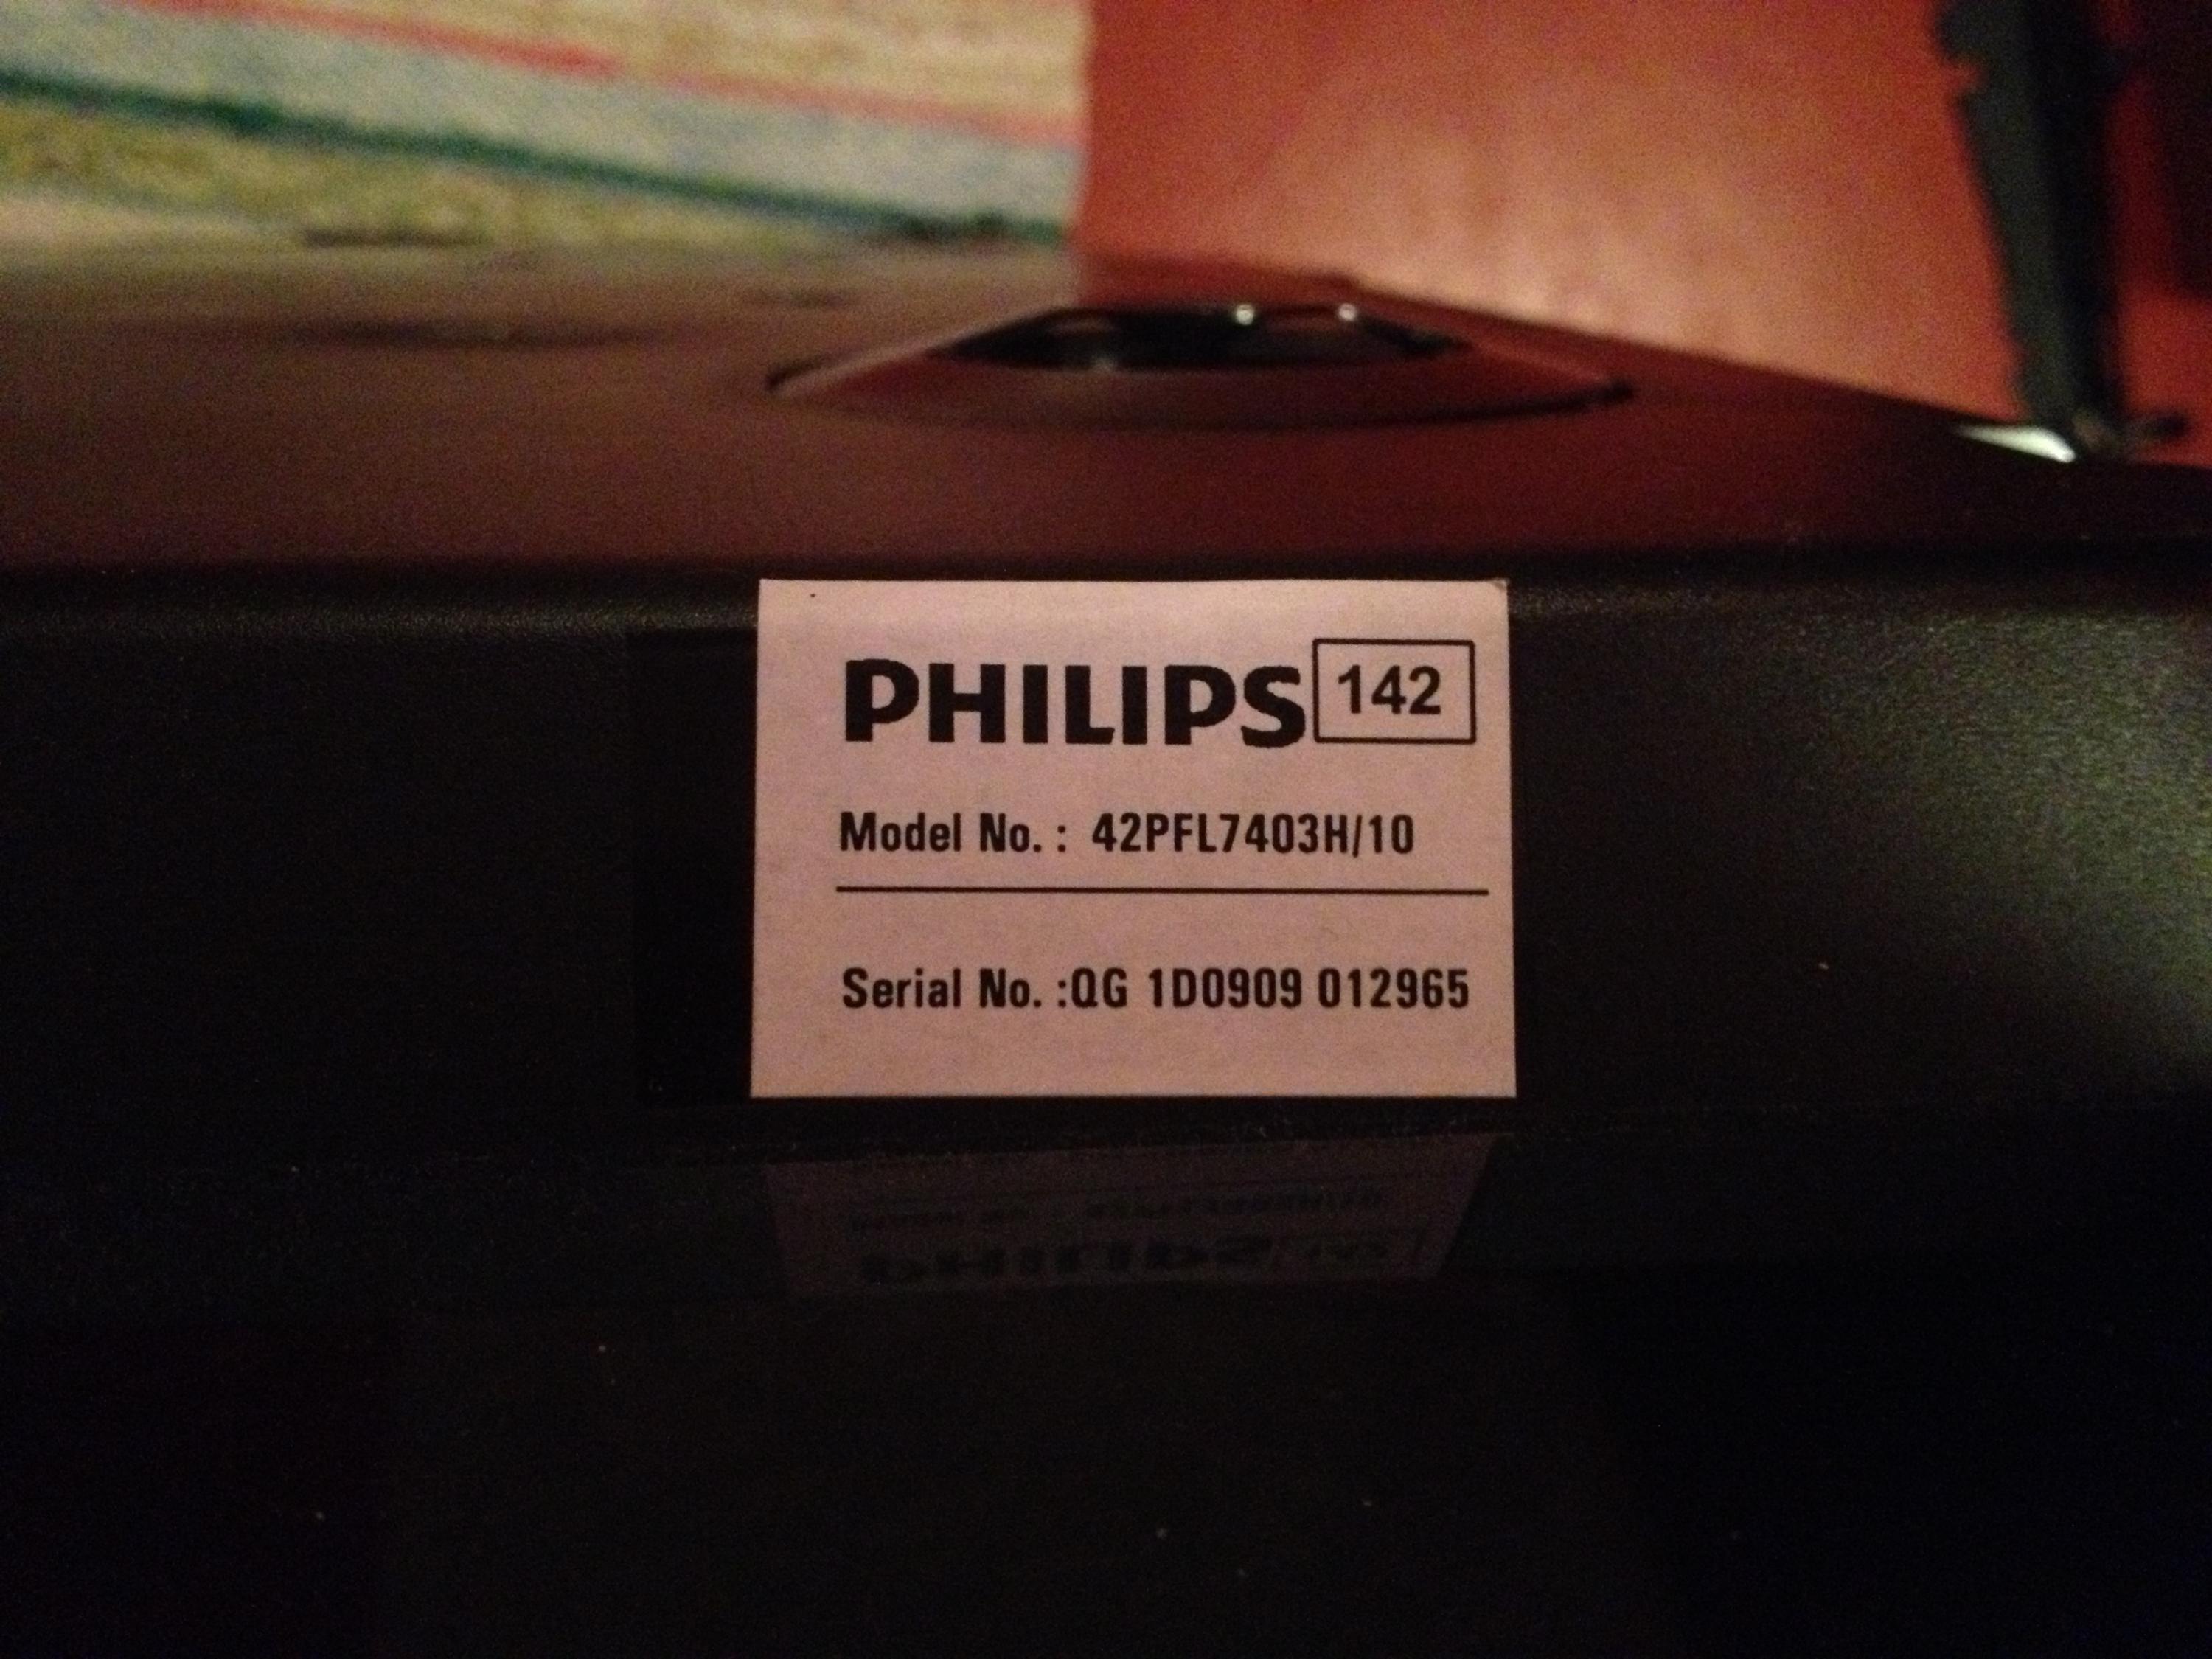 PHILIPS 142
Model No. : 42PFL7403H/10
Serial No. :QG 1D0909 012965